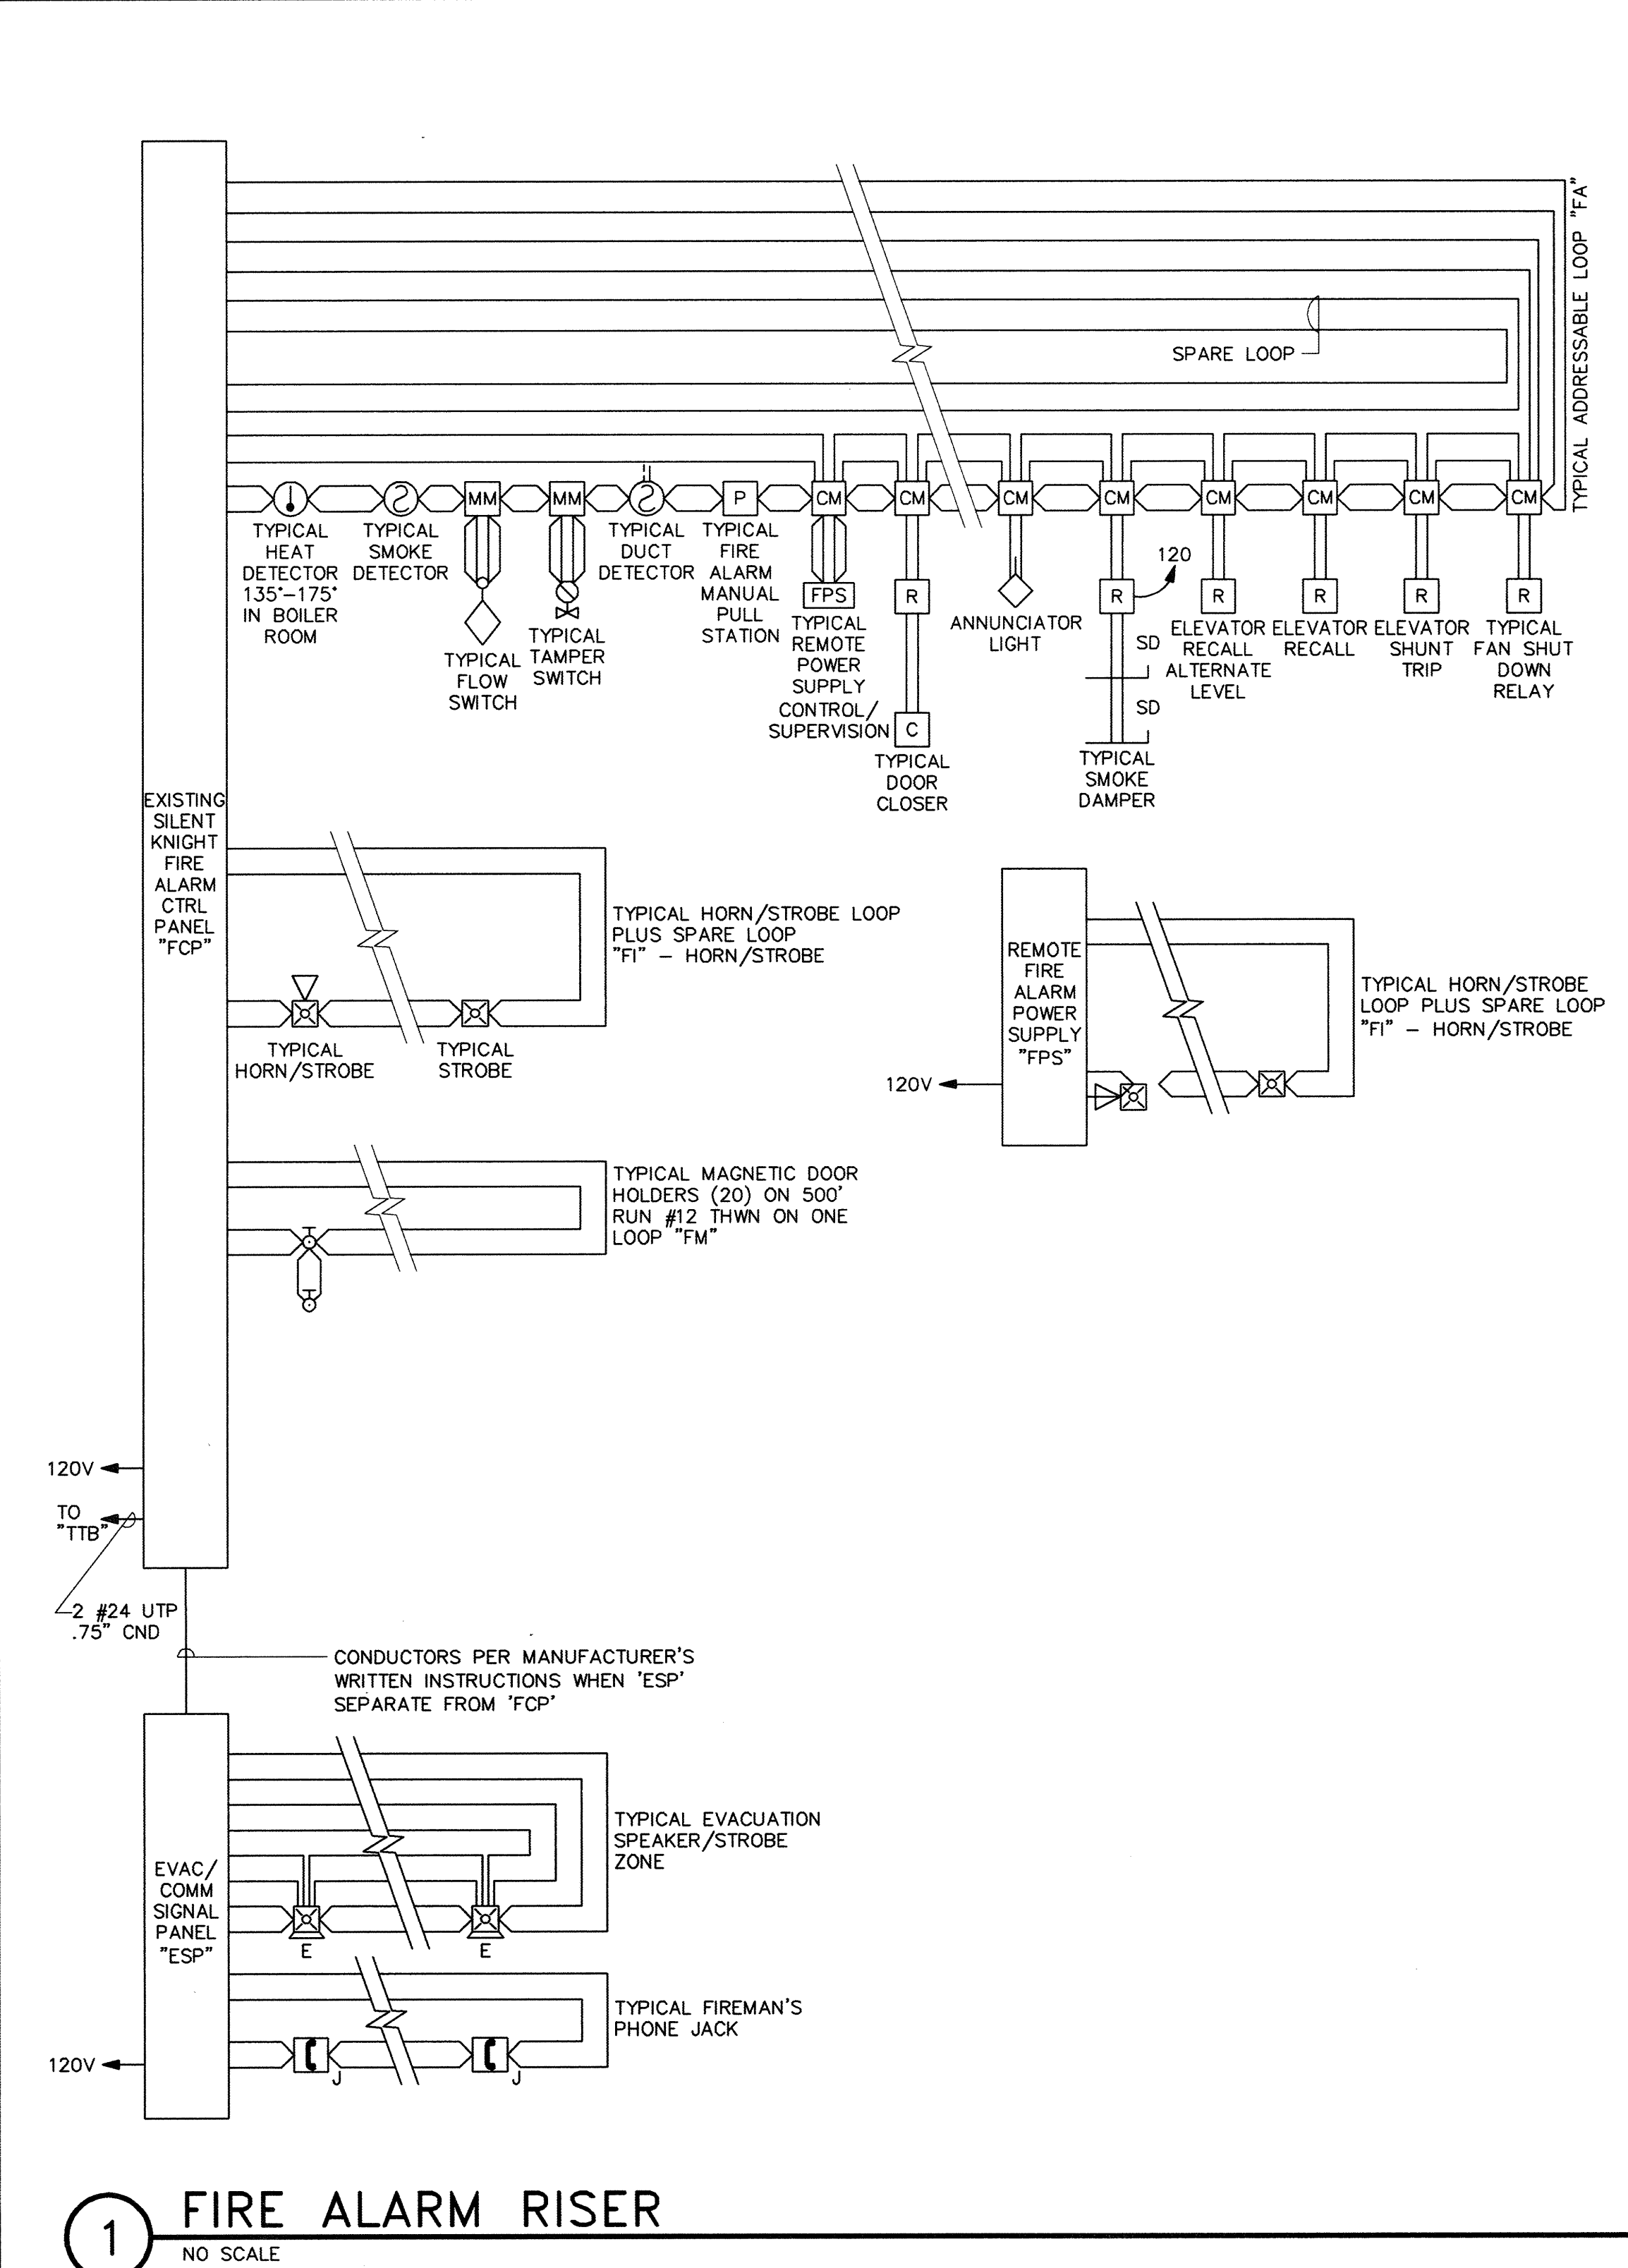 TYPICAL ADDRESSABLE LOOP "FA"
SPARE LOOP
MM
MM
P
CM
CM
CM
CM
CM
CM
CM
CM
TYPICAL
HEAT
DETECTOR
135°-175°
IN BOILER
ROOM
TYPICAL
SMOKE
DETECTOR
TYPICAL
FLOW
SWITCH
TYPICAL
TAMPER
SWITCH
TYPICAL
DUCT
DETECTOR
TYPICAL
FIRE
ALARM
MANUAL
PULL
STATION
FPS
TYPICAL
REMOTE
POWER
SUPPLY
CONTROL/
SUPERVISION
R
C
TYPICAL
DOOR
CLOSER
ANNUNCIATOR
LIGHT
R
120
SD
SD
TYPICAL
SMOKE
DAMPER
R
ELEVATOR
RECALL
ALTERNATE
LEVEL
R
ELEVATOR
RECALL
R
ELEVATOR
SHUNT
TRIP
R
TYPICAL
FAN SHUT
DOWN
RELAY
EXISTING
SILENT
KNIGHT
FIRE
ALARM
CTRL
PANEL
"FCP"
TYPICAL HORN/STROBE LOOP
PLUS SPARE LOOP
"FI" - HORN/STROBE
TYPICAL
HORN/STROBE
TYPICAL
STROBE
REMOTE
FIRE
ALARM
POWER
SUPPLY
"FPS"
120V
TYPICAL HORN/STROBE
LOOP PLUS SPARE LOOP
"FI" - HORN/STROBE
TYPICAL MAGNETIC DOOR
HOLDERS (20) ON 500'
RUN #12 THWN ON ONE
LOOP "FM"
120V
TO
"TTB"
2 #24 UTP
.75" CND
CONDUCTORS PER MANUFACTURER'S
WRITTEN INSTRUCTIONS WHEN 'ESP'
SEPARATE FROM 'FCP'
EVAC/
COMM
SIGNAL
PANEL
"ESP"
TYPICAL EVACUATION
SPEAKER/STROBE
ZONE
E
E
TYPICAL FIREMAN'S
PHONE JACK
J
J
120V
1
FIRE ALARM RISER
NO SCALE